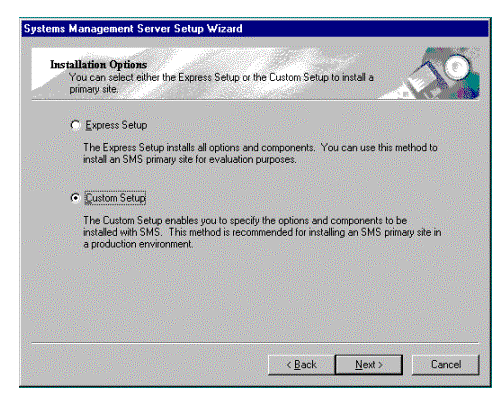 Systems Management Server Setup Wizard
Installation Options
You can select either the Express Setup or the Custom Setup to install a
primary site.
Express Setup
The Express Setup installs all options and components. You can use this method to
install an SMS primary site for evaluation purposes.
Custom Setup
The Custom Setup enables you to specify the options and components to be
installed with SMS. This method is recommended for installing an SMS primary site in
a production environment.
< Back Next > Cancel